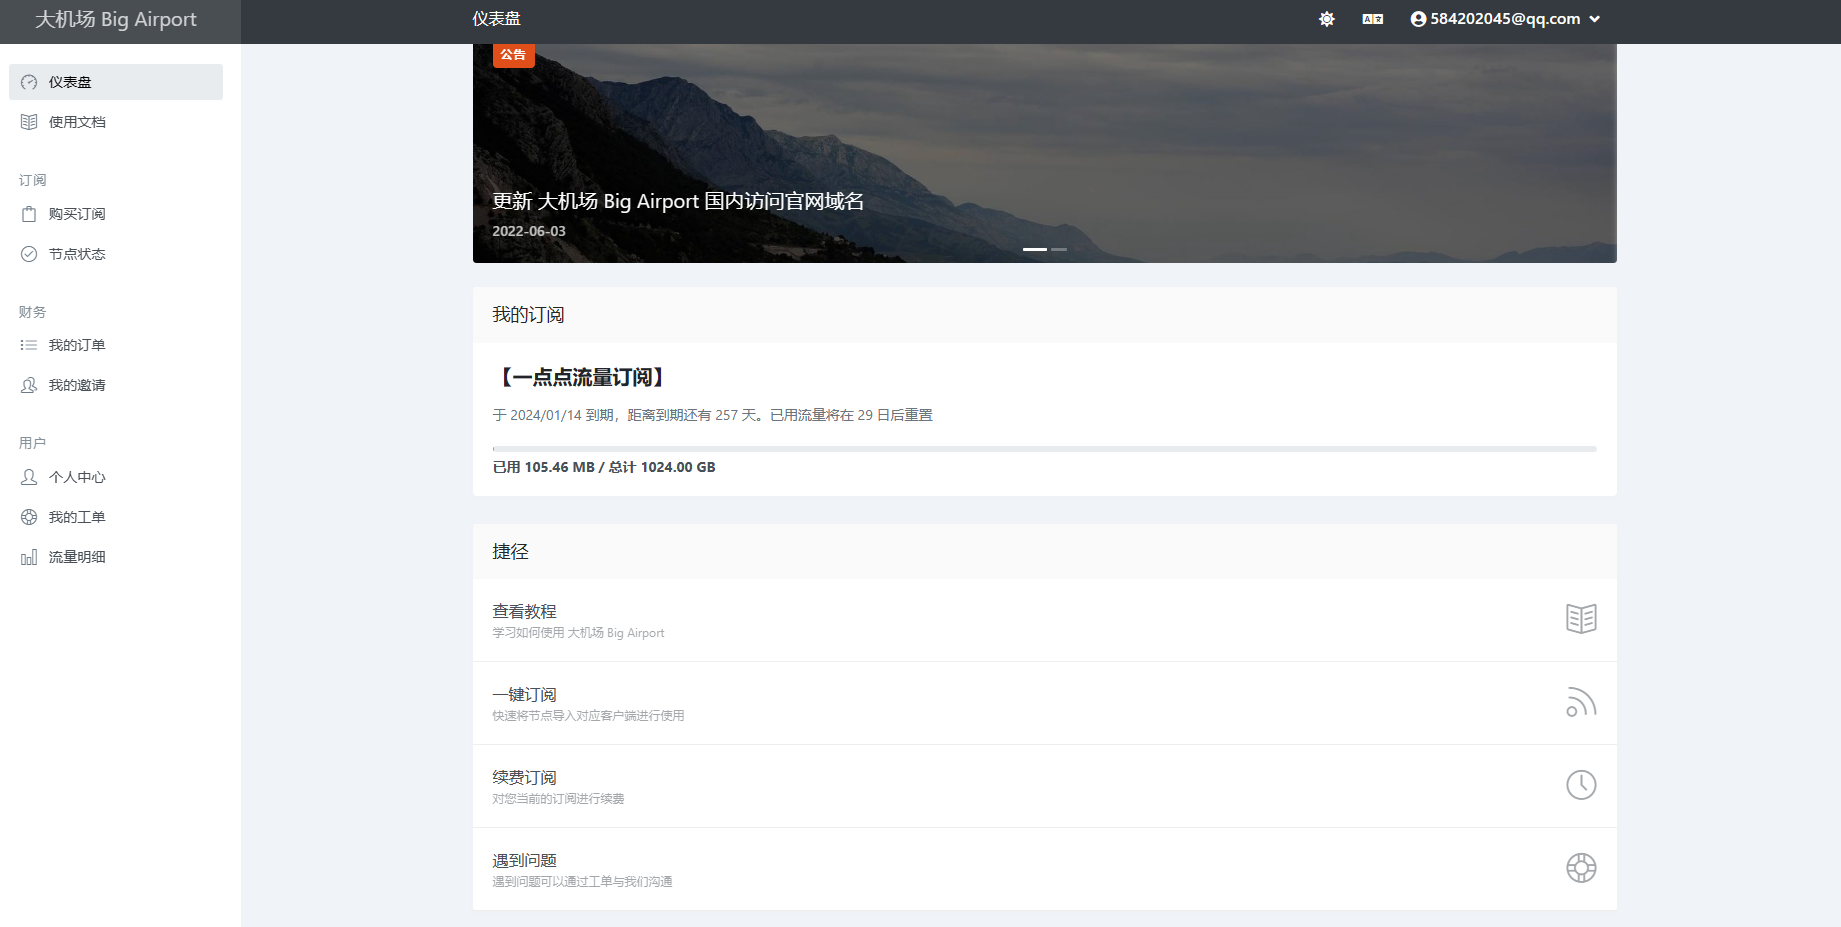 大机场 Big Airport
仪表盘
584202045@qq.com
仪表盘
使用文档
订阅
购买订阅
节点状态
财务
我的订单
我的邀请
用户
个人中心
我的工单
流量明细
公告
更新 大机场 Big Airport 国内访问官网域名
2022-06-03
我的订阅
【一点点流量订阅】
于 2024/01/14 到期，距离到期还有 257 天。已用流量将在 29 日后重置
已用 105.46 MB / 总计 1024.00 GB
捷径
查看教程
学习如何使用 大机场 Big Airport
一键订阅
快速将节点导入对应客户端进行使用
续费订阅
对您当前的订阅进行续费
遇到问题
遇到问题可以通过工单与我们沟通